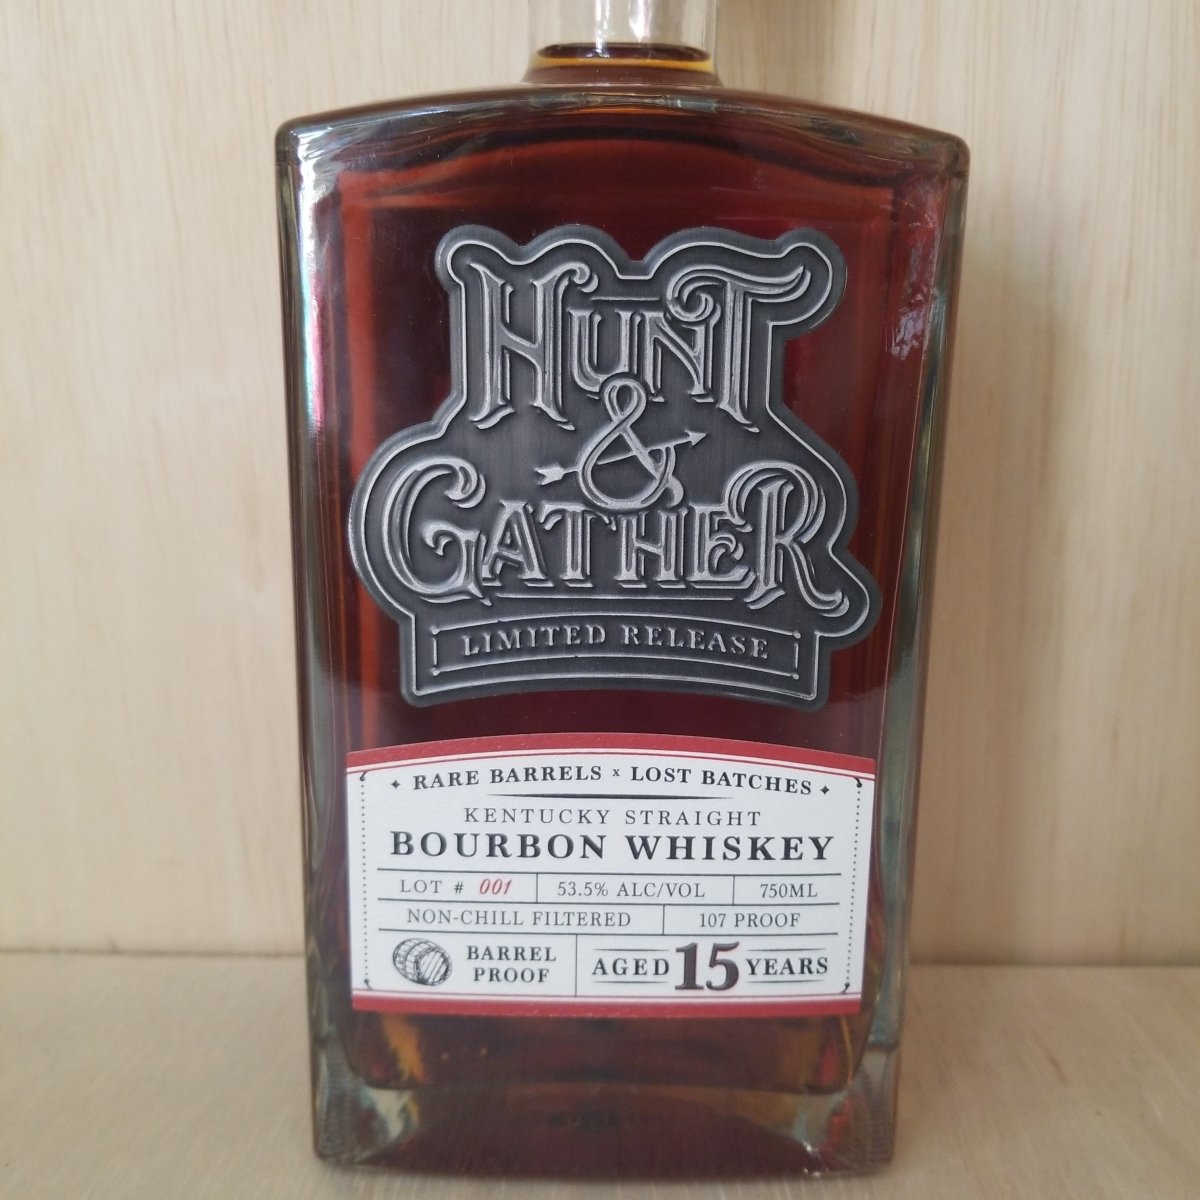 HUNT
&
GATHER
LIMITED RELEASE
RARE BARRELS x LOST BATCHES
KENTUCKY STRAIGHT
BOURBON WHISKEY
LOT # 001 53.5% ALC/VOL 750ML
NON-CHILL FILTERED 107 PROOF
BARREL PROOF
AGED 15 YEARS